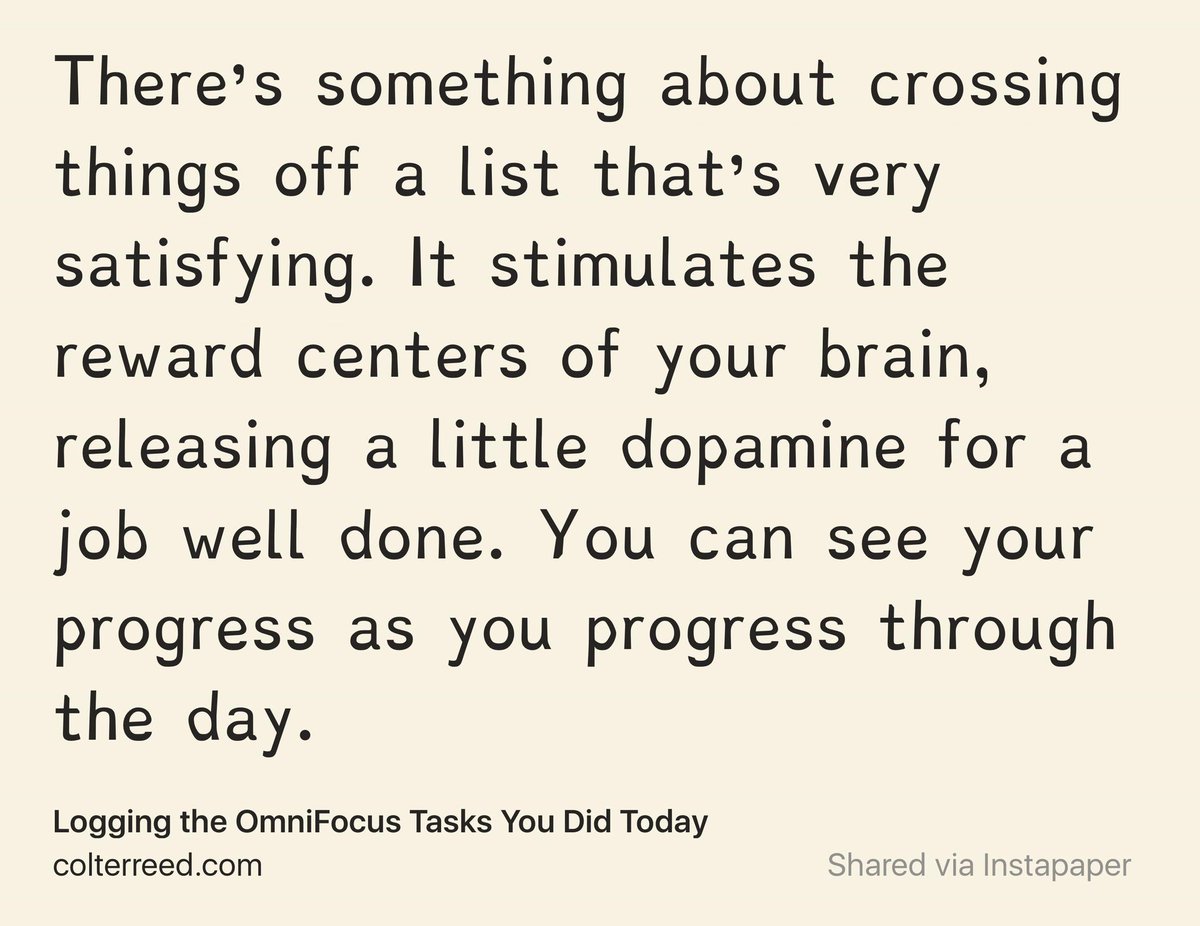 There’s something about crossing
things off a list that’s very
satisfying. It stimulates the
reward centers of your brain,
releasing a little dopamine for a
job well done. You can see your
progress as you progress through
the day.
Logging the OmniFocus Tasks You Did Today
colterreed.com
Shared via Instapaper